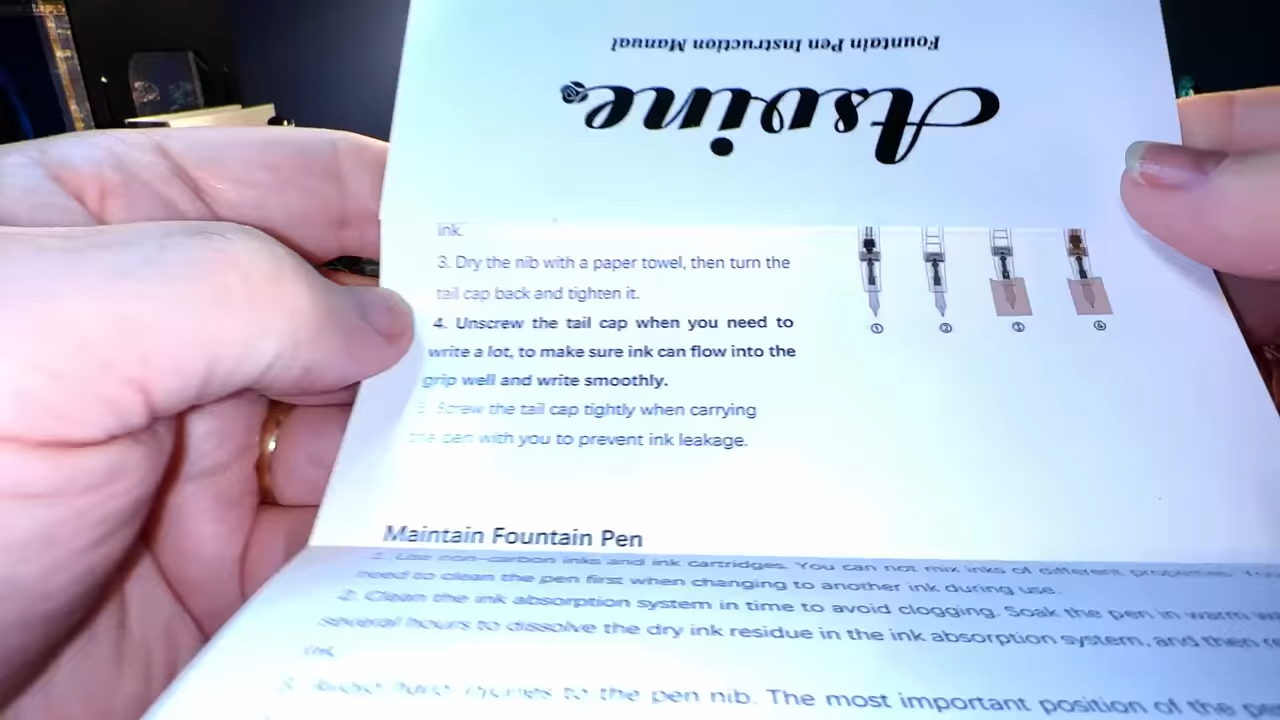 Fountain Pen Instruction Manual
Asvine
ink.
3. Dry the nib with a paper towel, then turn the
tail cap back and tighten it.
4. Unscrew the tail cap when you need to
write a lot, to make sure ink can flow into the
grip well and write smoothly.
5. Screw the tail cap tightly when carrying
the pen with you to prevent ink leakage.
① ② ③ ④
Maintain Fountain Pen
1. Use non-carbon inks and ink cartridges. You can not mix inks of different properties. You
need to clean the pen first when changing to another ink during use.
2. Clean the ink absorption system in time to avoid clogging. Soak the pen in warm
several hours to dissolve the dry ink residue in the ink absorption system, and then
ink.
to the pen nib. The most important position of the